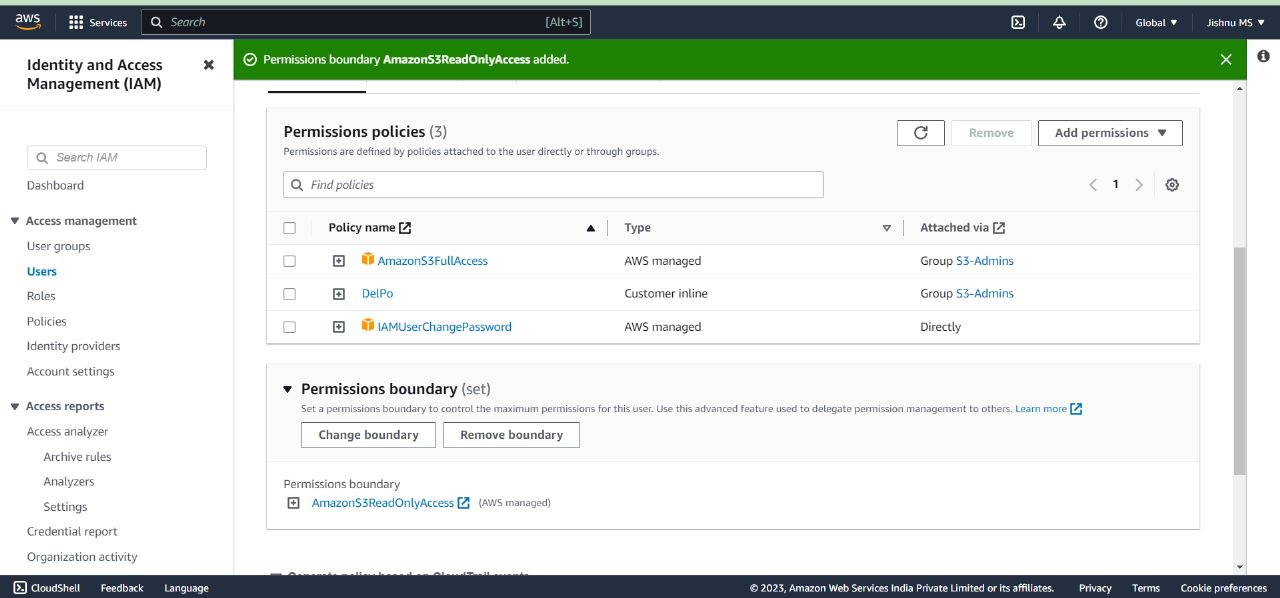 aws
Services
Search
[Alt+S]
Global ▼
Jishnu MS ▼
Identity and Access Management (IAM)
Permissions boundary AmazonS3ReadOnlyAccess added.
Search IAM
Dashboard
Access management
User groups
Users
Roles
Policies
Identity providers
Account settings
Access reports
Access analyzer
Archive rules
Analyzers
Settings
Credential report
Organization activity
Permissions policies (3)
Permissions are defined by policies attached to the user directly or through groups.
Remove
Add permissions ▼
Find policies
1
Policy name
Type
Attached via
AmazonS3FullAccess
AWS managed
Group S3-Admins
DelPo
Customer inline
Group S3-Admins
IAMUserChangePassword
AWS managed
Directly
Permissions boundary (set)
Set a permissions boundary to control the maximum permissions for this user. Use this advanced feature used to delegate permission management to others. Learn more
Change boundary
Remove boundary
Permissions boundary
AmazonS3ReadOnlyAccess
(AWS managed)
Generate policy based on CloudTrail events
CloudShell
Feedback
Language
© 2023, Amazon Web Services India Private Limited or its affiliates.
Privacy
Terms
Cookie preferences